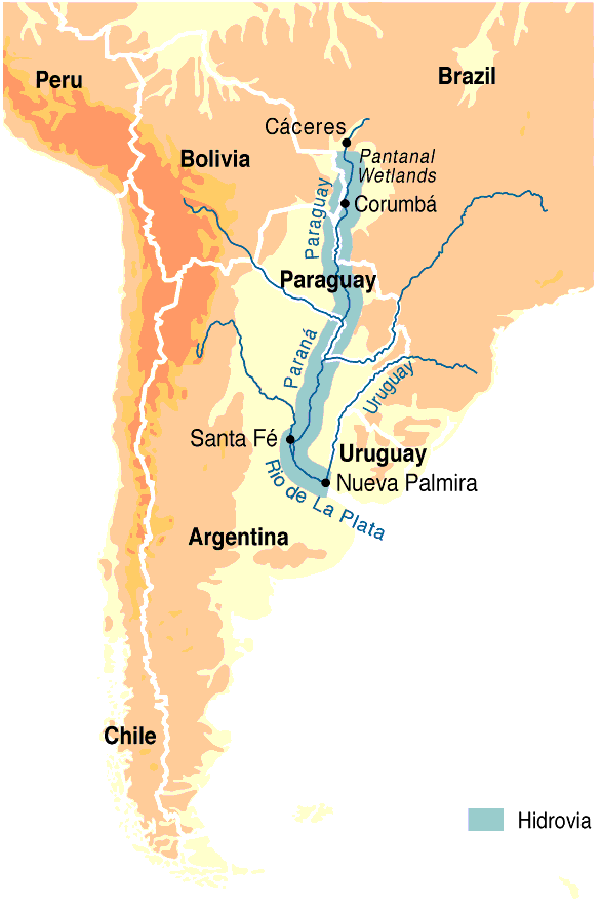 Peru
Brazil
Cáceres
Bolivia
Pantanal
Wetlands
Corumbá
Paraguay
Paraguay
Paraná
Uruguay
Santa Fé
Uruguay
Nueva Palmira
Rio de La Plata
Argentina
Chile
Hidrovia